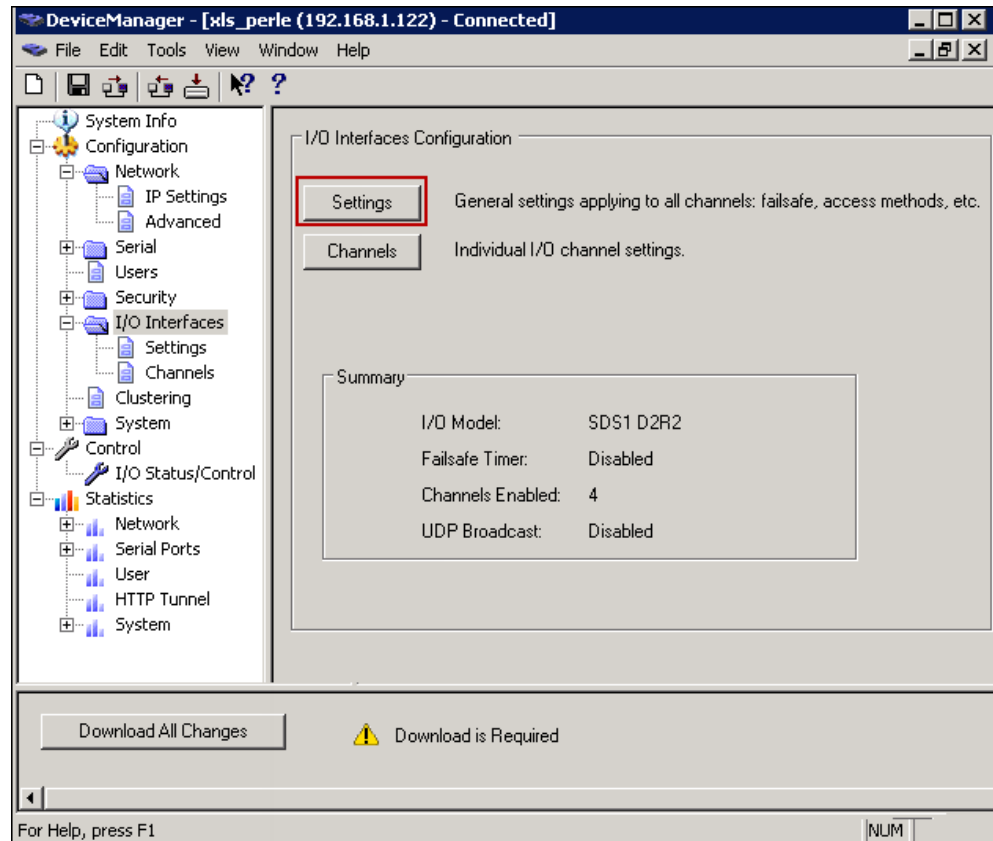 DeviceManager - [xls_perle (192.168.1.122) - Connected]
File Edit Tools View Window Help
System Info
Configuration
Network
IP Settings
Advanced
Serial
Users
Security
I/O Interfaces
Settings
Channels
Clustering
System
Control
I/O Status/Control
Statistics
Network
Serial Ports
User
HTTP Tunnel
System
I/O Interfaces Configuration
Settings General settings applying to all channels: failsafe, access methods, etc.
Channels Individual I/O channel settings.
Summary
I/O Model: SDS1 D2R2
Failsafe Timer: Disabled
Channels Enabled: 4
UDP Broadcast: Disabled
Download All Changes Download is Required
For Help, press F1 NUM